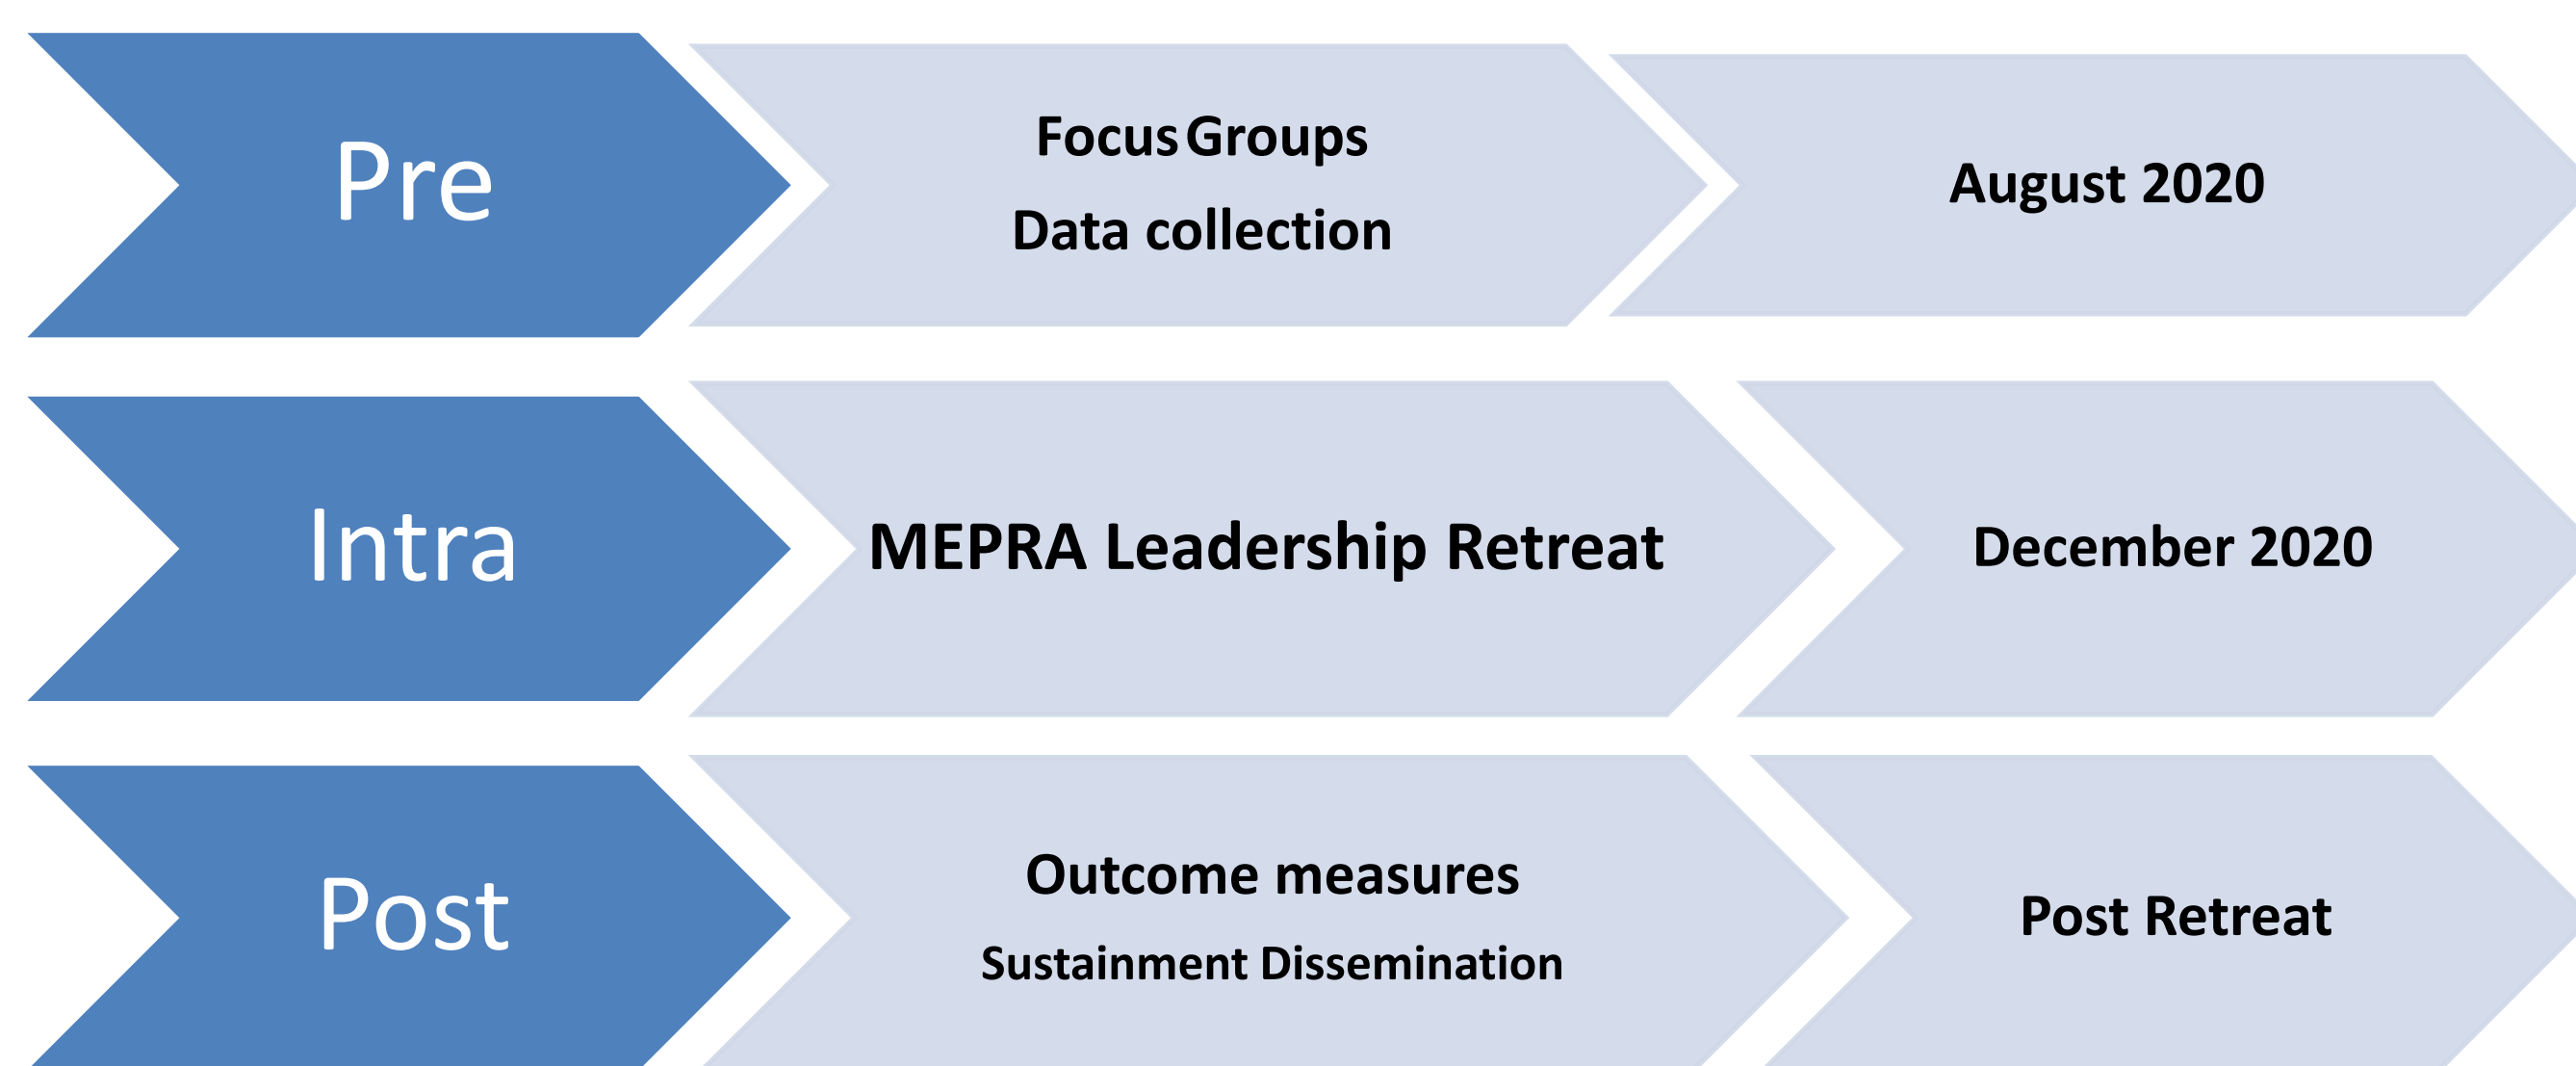 Pre
Focus Groups
Data collection
August 2020
Intra
MEPRA Leadership Retreat
December 2020
Post
Outcome measures
Sustainment Dissemination
Post Retreat